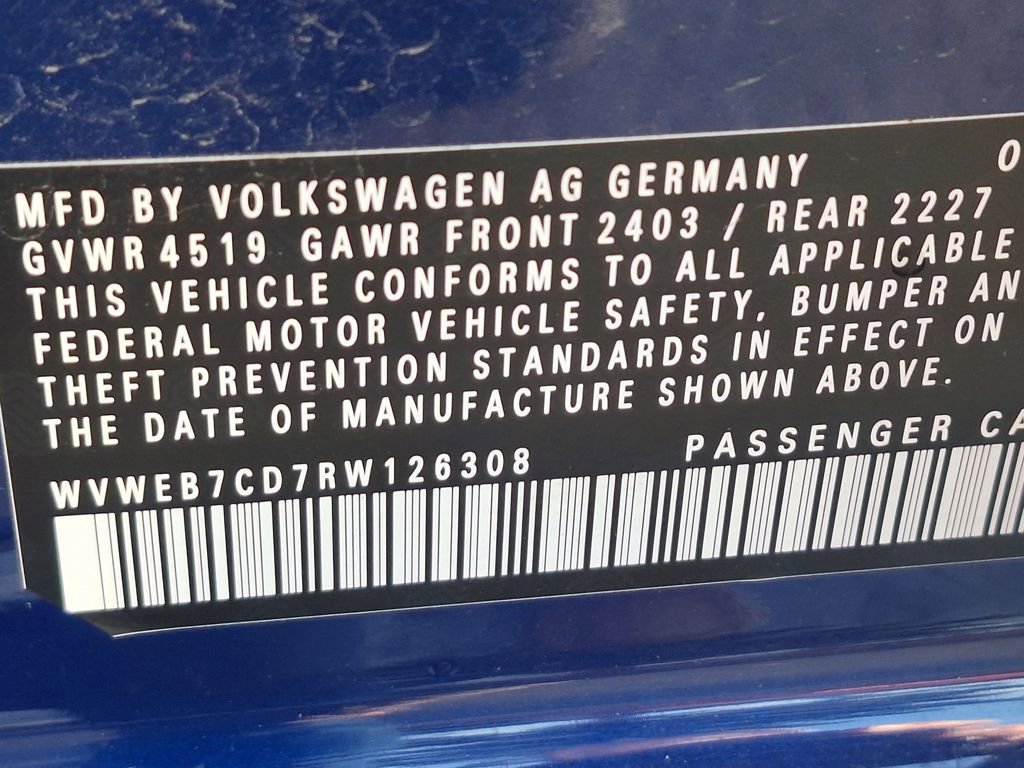 MFD BY VOLKSWAGEN AG GERMANY
GVWR 4519 GAWR FRONT 2403 / REAR 2227
THIS VEHICLE CONFORMS TO ALL APPLICABLE
FEDERAL MOTOR VEHICLE SAFETY, BUMPER AN
THEFT PREVENTION STANDARDS IN EFFECT ON
THE DATE OF MANUFACTURE SHOWN ABOVE.
WVWEB7CD7RW126308 PASSENGER CA